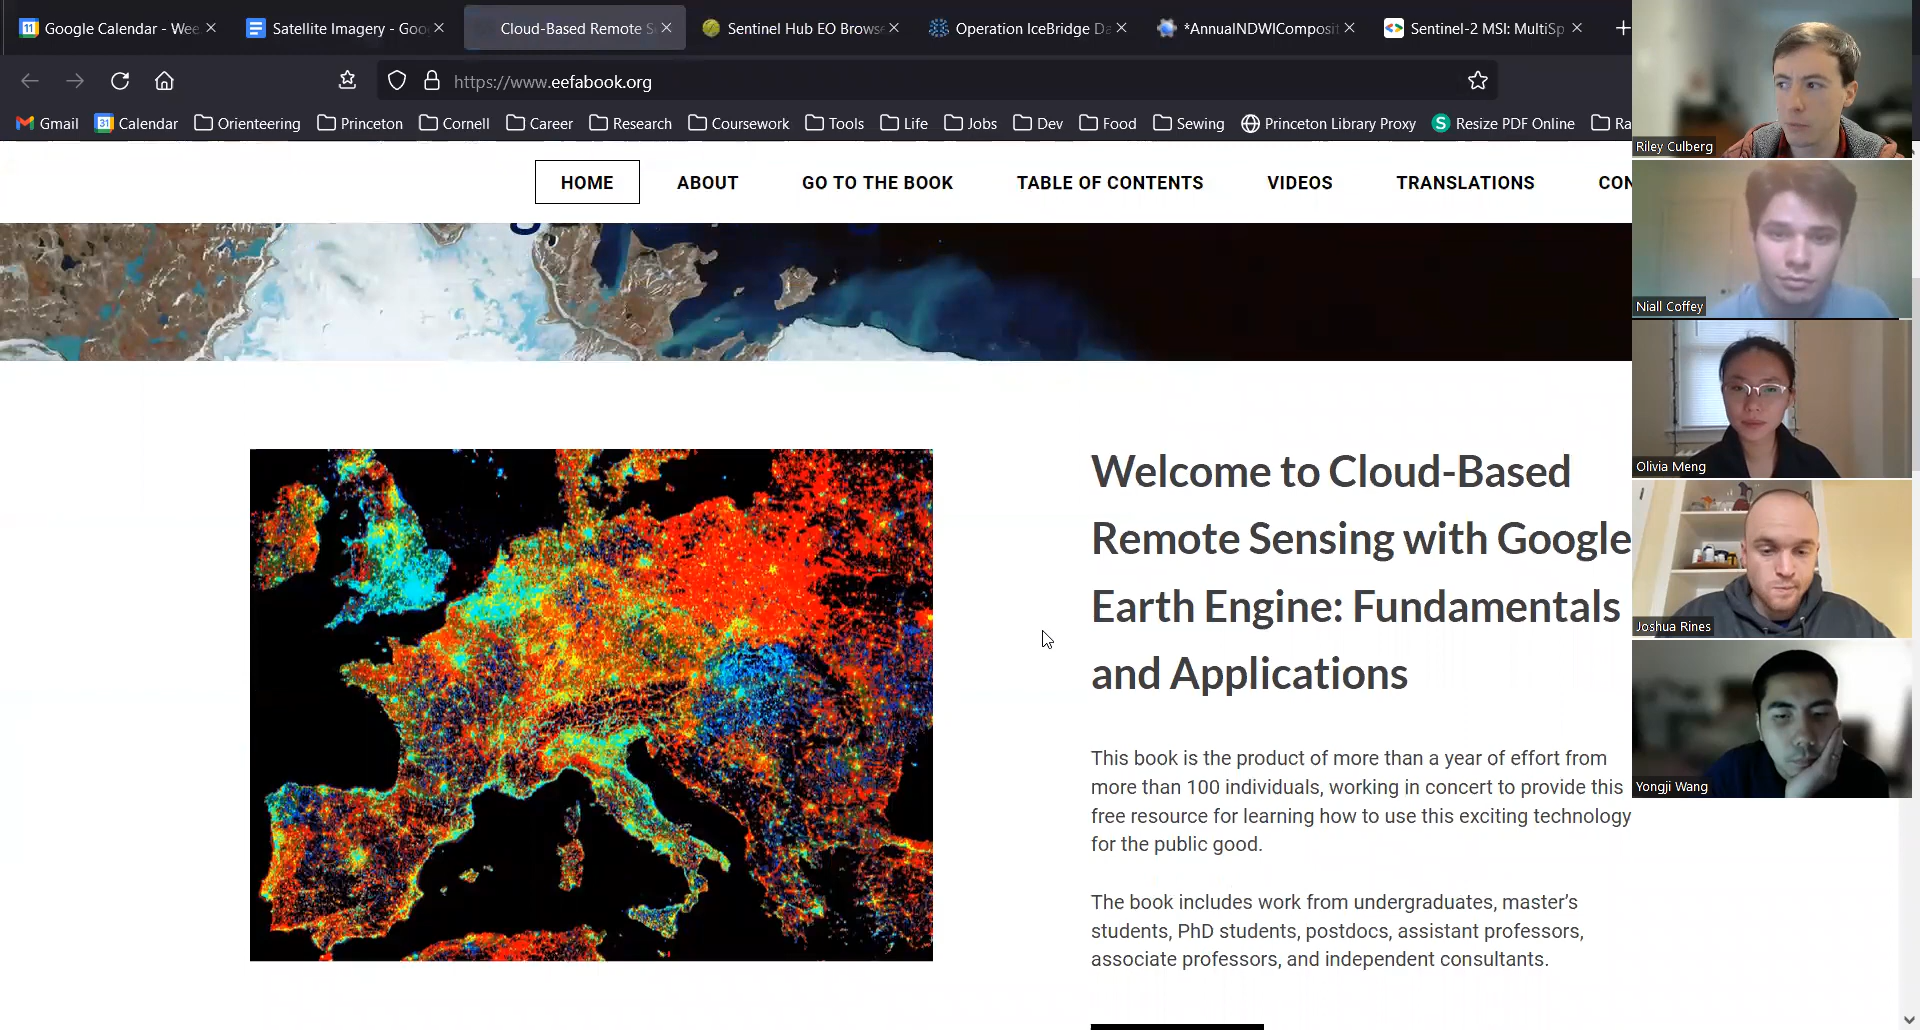 Google Calendar - Wee
Satellite Imagery - Goo
Cloud-Based Remote S
Sentinel Hub EO Browse
Operation IceBridge Da
*AnnualNDWIComposit
Sentinel-2 MSI: MultiSp
https://www.eefabook.org
Gmail
31 Calendar
Orienteering
Princeton
Cornell
Career
Research
Coursework
Tools
Life
Jobs
Dev
Food
Sewing
Princeton Library Proxy
S Resize PDF Online
Ra
HOME
ABOUT
GO TO THE BOOK
TABLE OF CONTENTS
VIDEOS
TRANSLATIONS
CON
Welcome to Cloud-Based
Remote Sensing with Google
Earth Engine: Fundamentals
and Applications
This book is the product of more than a year of effort from
more than 100 individuals, working in concert to provide this
free resource for learning how to use this exciting technology
for the public good.
The book includes work from undergraduates, master's
students, PhD students, postdocs, assistant professors,
associate professors, and independent consultants.
Riley Culberg
Niall Coffey
Olivia Meng
Joshua Rines
Yongji Wang